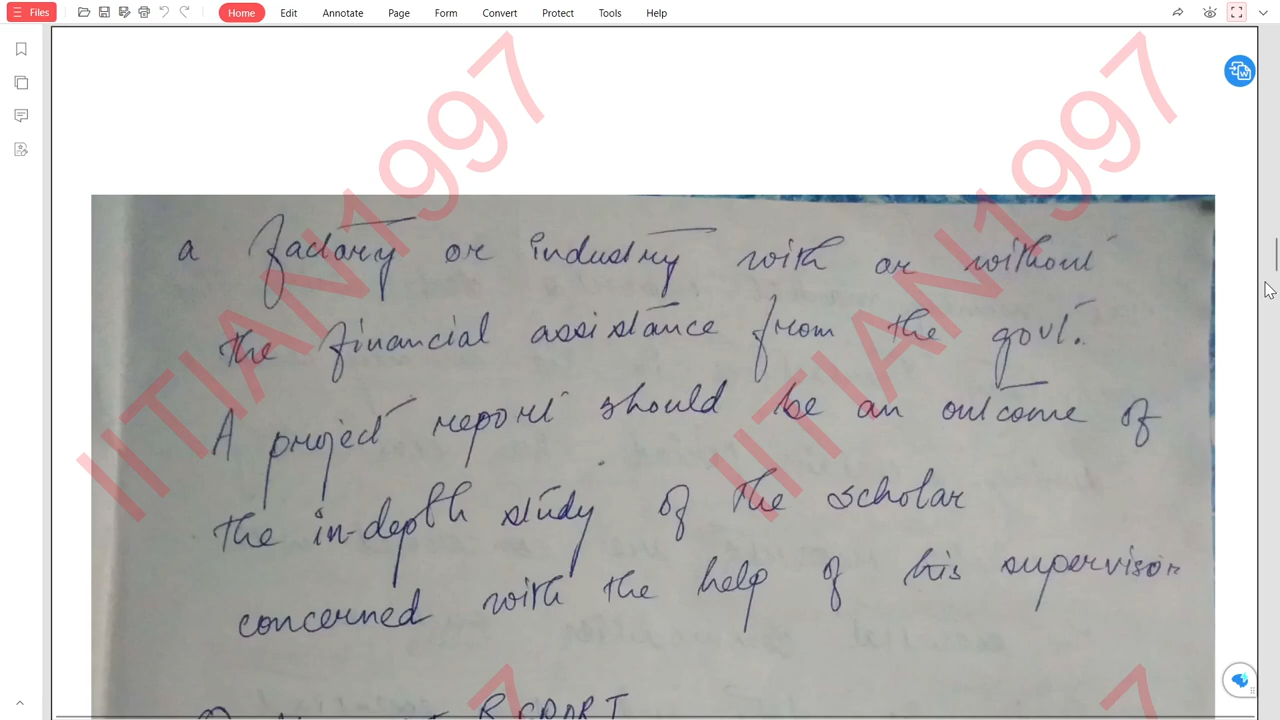 Files
Home Edit Annotate Page Form Convert Protect Tools Help
IITIAN1997
IITIAN1997
a factory or industry with or without
the financial assistance from the govt.
A project report should be an outcome of
the in-depth study of the scholar
concerned with the help of his supervisor
REPORT